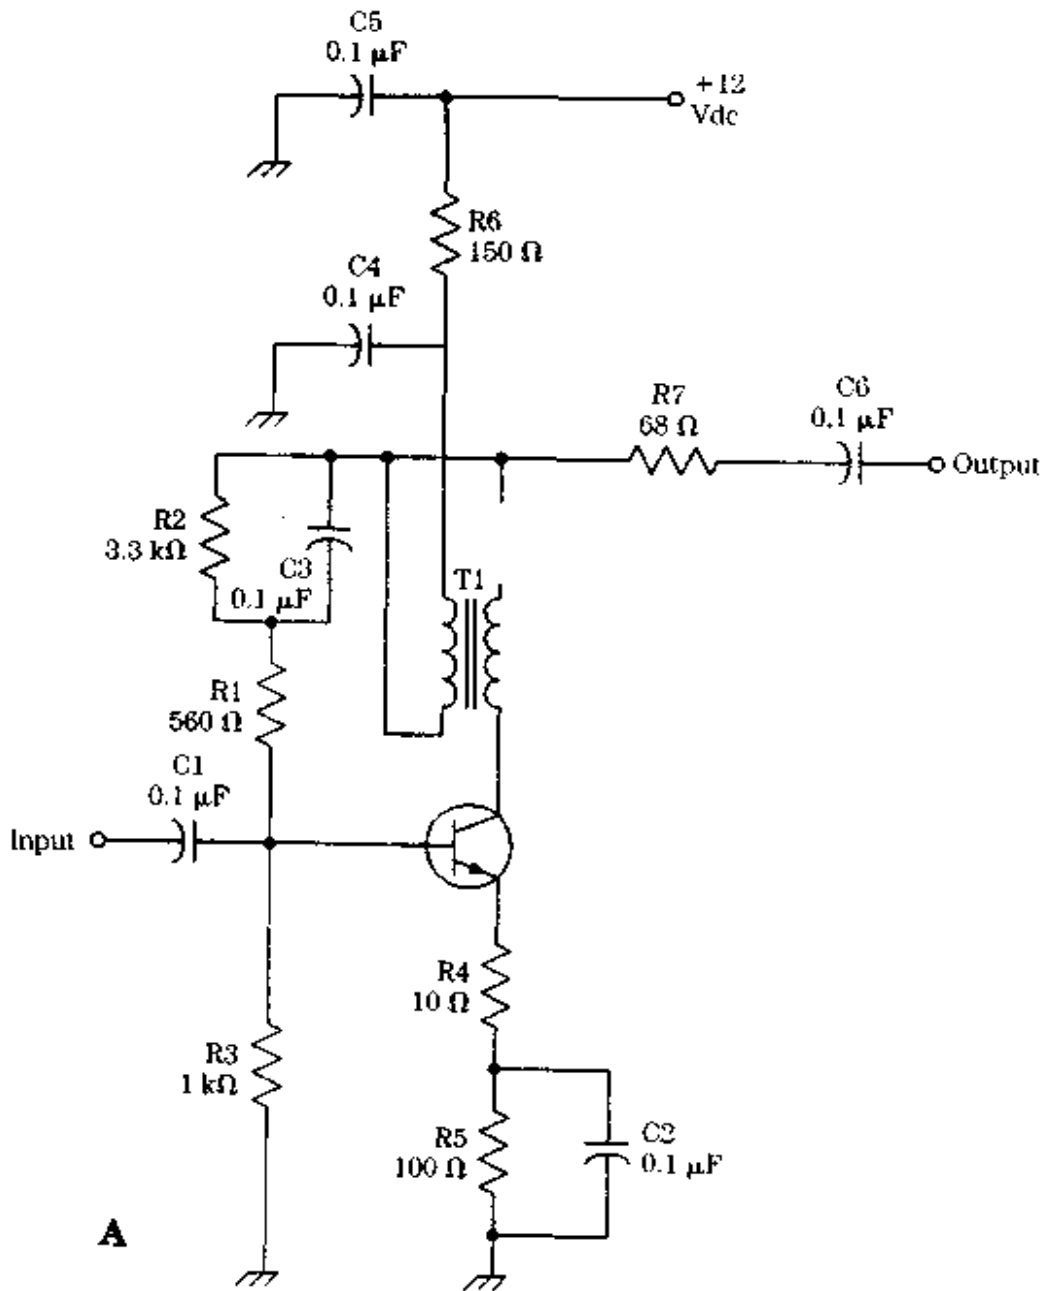 C5
0.1 µF
+12
Vdc
R6
150 Ω
C4
0.1 µF
R7
68 Ω
C6
0.1 µF
Output
R2
3.3 kΩ
C3
0.1 µF
T1
R1
560 Ω
C1
0.1 µF
Input
R4
10 Ω
R3
1 kΩ
R5
100 Ω
C2
0.1 µF
A